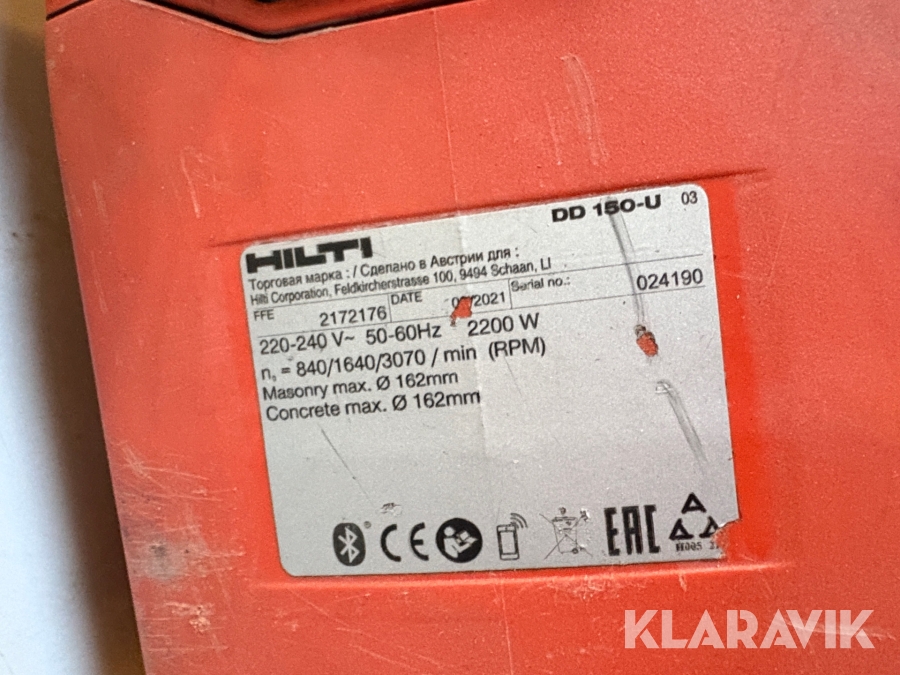 HILTI
DD 150-U 03
Торговая марка : / Сделано в Австрии для :
Hilti Corporation, Feldkircherstrasse 100, 9494 Schaan, LI
FFE 2172176 DATE /2021 Serial no.: 024190
220-240 V~ 50-60Hz 2200 W
n, = 840/1640/3070 / min (RPM)
Masonry max. Ø 162mm
Concrete max. Ø 162mm
CE EAC
KLARAVIK